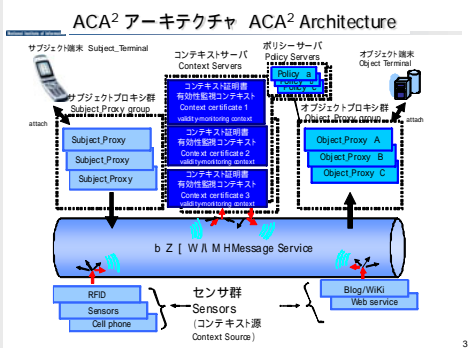 ACA2 アーキテクチャ ACA2 Architecture
サブジェクト端末 Subject_Terminal
コンテキストサーバ
Context Servers
ポリシーサーバ
Policy Servers
オブジェクト端末
Object Terminal
Policy a
Policy C
コンテキスト証明書
有効性監視コンテキスト
Context certificate 1
validity-monitoring context
コンテキスト証明書
有効性監視コンテキスト
Context certificate 2
validity-monitoring context
コンテキスト証明書
有効性監視コンテキスト
Context certificate 3
validity-monitoring context
サブジェクトプロキシ群
Subject Proxy group
attach
Subject_Proxy
Subject_Proxy
Subject_Proxy
オブジェクトプロキシ群
Object_Proxy group
attach
Object_Proxy A
Object_Proxy B
Object_Proxy C
Message Service
RFID
Sensors
Cell phone
センサ群
Sensors
(コンテキスト源
Context Source)
Blog/WiKi
Web service
3